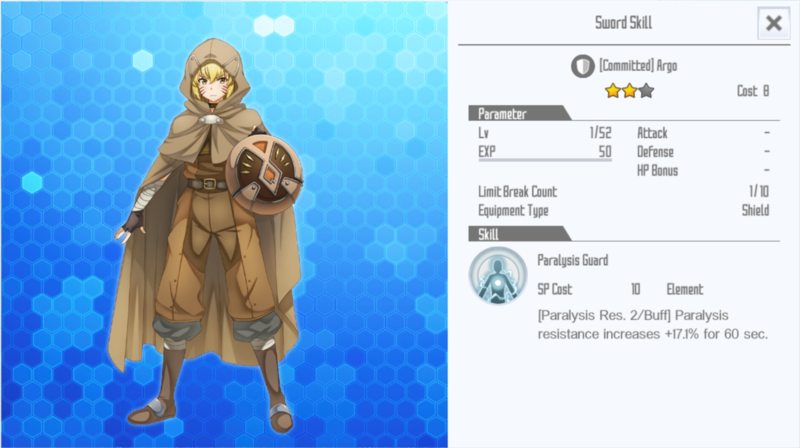 Sword Skill
[Committed] Argo
Cost 8
Parameter
Lv 1/52 Attack -
EXP 50 Defense -
HP Bonus -
Limit Break Count 1/10
Equipment Type Shield
Skill
Paralysis Guard
SP Cost 10 Element
[Paralysis Res. 2/Buff] Paralysis
resistance increases +17.1% for 60 sec.